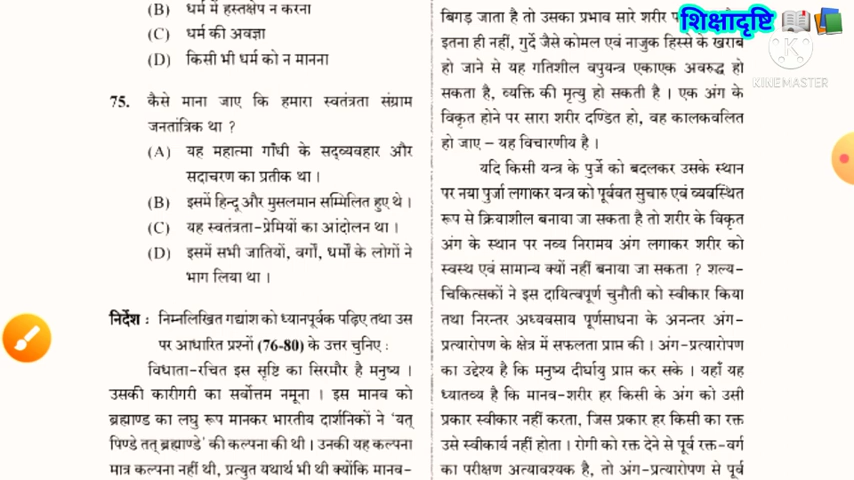 (B) धर्म में हस्तक्षेप न करना
(C) धर्म की अवज्ञा
(D) किसी भी धर्म को न मानना
75. कैसे माना जाए कि हमारा स्वतंत्रता संग्राम
जनतांत्रिक था ?
(A) यह महात्मा गाँधी के सद्व्यवहार और
सदाचरण का प्रतीक था।
(B) इसमें हिन्दू और मुसलमान सम्मिलित हुए थे।
(C) यह स्वतंत्रता-प्रेमियों का आंदोलन था।
(D) इसमें सभी जातियों, वर्गों, धर्मों के लोगों ने
भाग लिया था ।
निर्देश : निम्नलिखित गद्यांश को ध्यानपूर्वक पढ़िए तथा उस
पर आधारित प्रश्नों (76-80) के उत्तर चुनिए :
विधाता-रचित इस सृष्टि का सिरमौर है मनुष्य ।
उसकी कारीगरी का सर्वोत्तम नमूना । इस मानव को
ब्रह्माण्ड का लघु रूप मानकर भारतीय दार्शनिकों ने 'यत्
पिण्डे तत् ब्रह्माण्डे' की कल्पना की थी। उनकी यह कल्पना
मात्र कल्पना नहीं थी, प्रत्युत यथार्थ भी थी क्योंकि मानव-
बिगड़ जाता है तो उसका प्रभाव सारे शरीर
इतना ही नहीं, गुर्दे जैसे कोमल एवं नाजुक हिस्से के खराब
हो जाने से यह गतिशील वपुयन्त्र एकाएक अवरुद्ध हो
सकता है, व्यक्ति की मृत्यु हो सकती है । एक अंग के
विकृत होने पर सारा शरीर दण्डित हो, वह कालकवलित
हो जाए – यह विचारणीय है ।
यदि किसी यन्त्र के पुर्जे को बदलकर उसके स्थान
पर नया पुर्जा लगाकर यन्त्र को पूर्ववत सुचारु एवं व्यवस्थित
रूप से क्रियाशील बनाया जा सकता है तो शरीर के विकृत
अंग के स्थान पर नव्य निरामय अंग लगाकर शरीर को
स्वस्थ एवं सामान्य क्यों नहीं बनाया जा सकता ? शल्य-
चिकित्सकों ने इस दायित्वपूर्ण चुनौती को स्वीकार किया
तथा निरन्तर अध्यवसाय पूर्णसाधना के अनन्तर अंग-
प्रत्यारोपण के क्षेत्र में सफलता प्राप्त की । अंग-प्रत्यारोपण
का उद्देश्य है कि मनुष्य दीर्घायु प्राप्त कर सके । यहाँ यह
ध्यातव्य है कि मानव-शरीर हर किसी के अंग को उसी
प्रकार स्वीकार नहीं करता, जिस प्रकार हर किसी का रक्त
उसे स्वीकार्य नहीं होता । रोगी को रक्त देने से पूर्व रक्त-वर्ग
का परीक्षण अत्यावश्यक है, तो अंग-प्रत्यारोपण से पूर्व
शिक्षादृष्टि
KINEMASTER